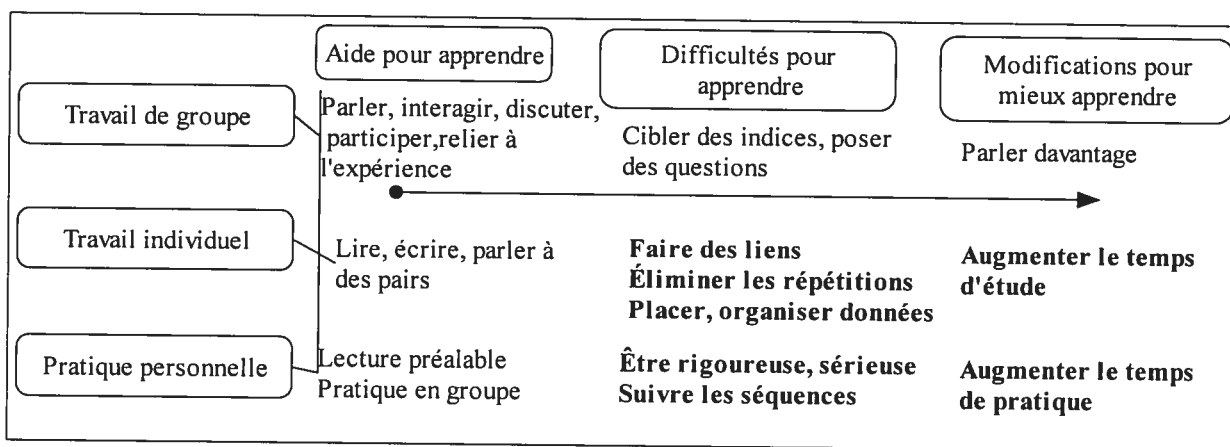 Aide pour apprendre
Difficultés pour
apprendre
Modifications pour
mieux apprendre
Travail de groupe
Parler, interagir, discuter,
participer,relier à
l'expérience
Cibler des indices, poser
des questions
Parler davantage
Travail individuel
Lire, écrire, parler à
des pairs
Faire des liens
Éliminer les répétitions
Placer, organiser données
Augmenter le temps
d'étude
Pratique personnelle
Lecture préalable
Pratique en groupe
Être rigoureuse, sérieuse
Suivre les séquences
Augmenter le temps
de pratique